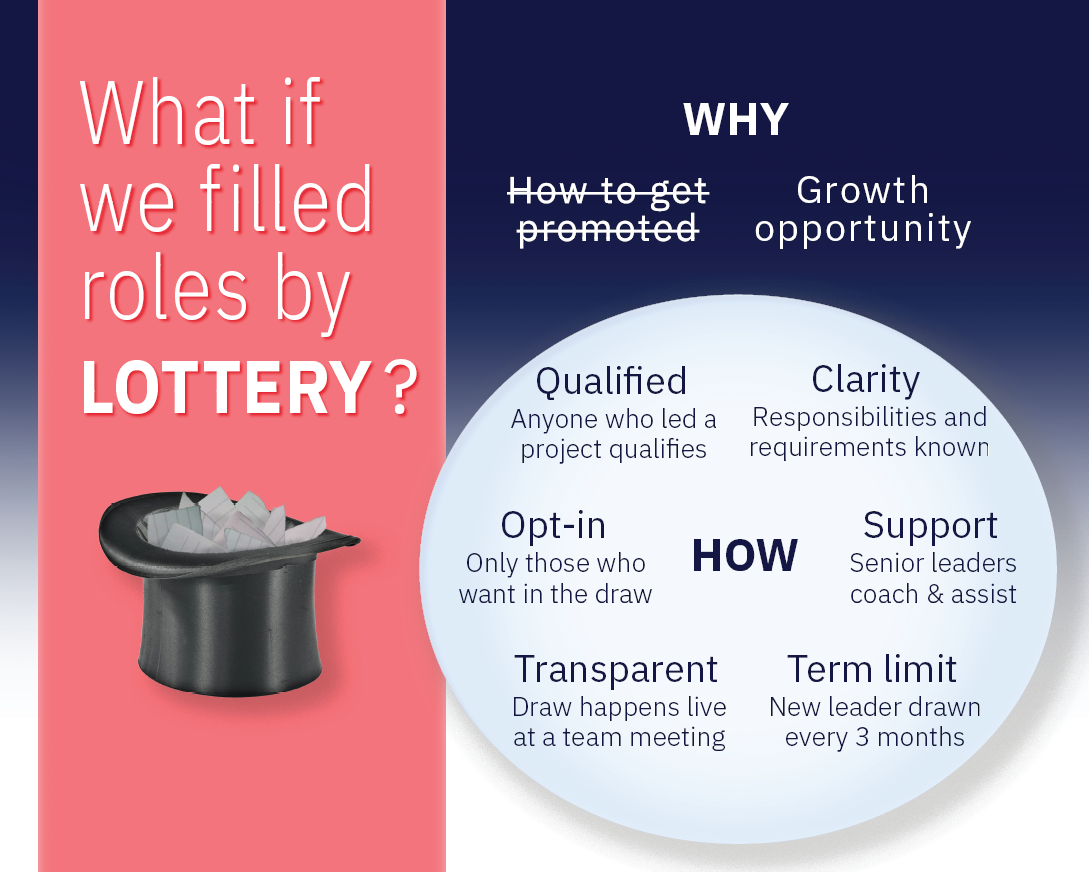 What if
we filled
roles by
LOTTERY?
WHY
How to get
promoted
Growth
opportunity
Qualified
Anyone who led a
project qualifies
Clarity
Responsibilities and
requirements known
Opt-in
Only those who
want in the draw
HOW
Support
Senior leaders
coach & assist
Transparent
Draw happens live
at a team meeting
Term limit
New leader drawn
every 3 months